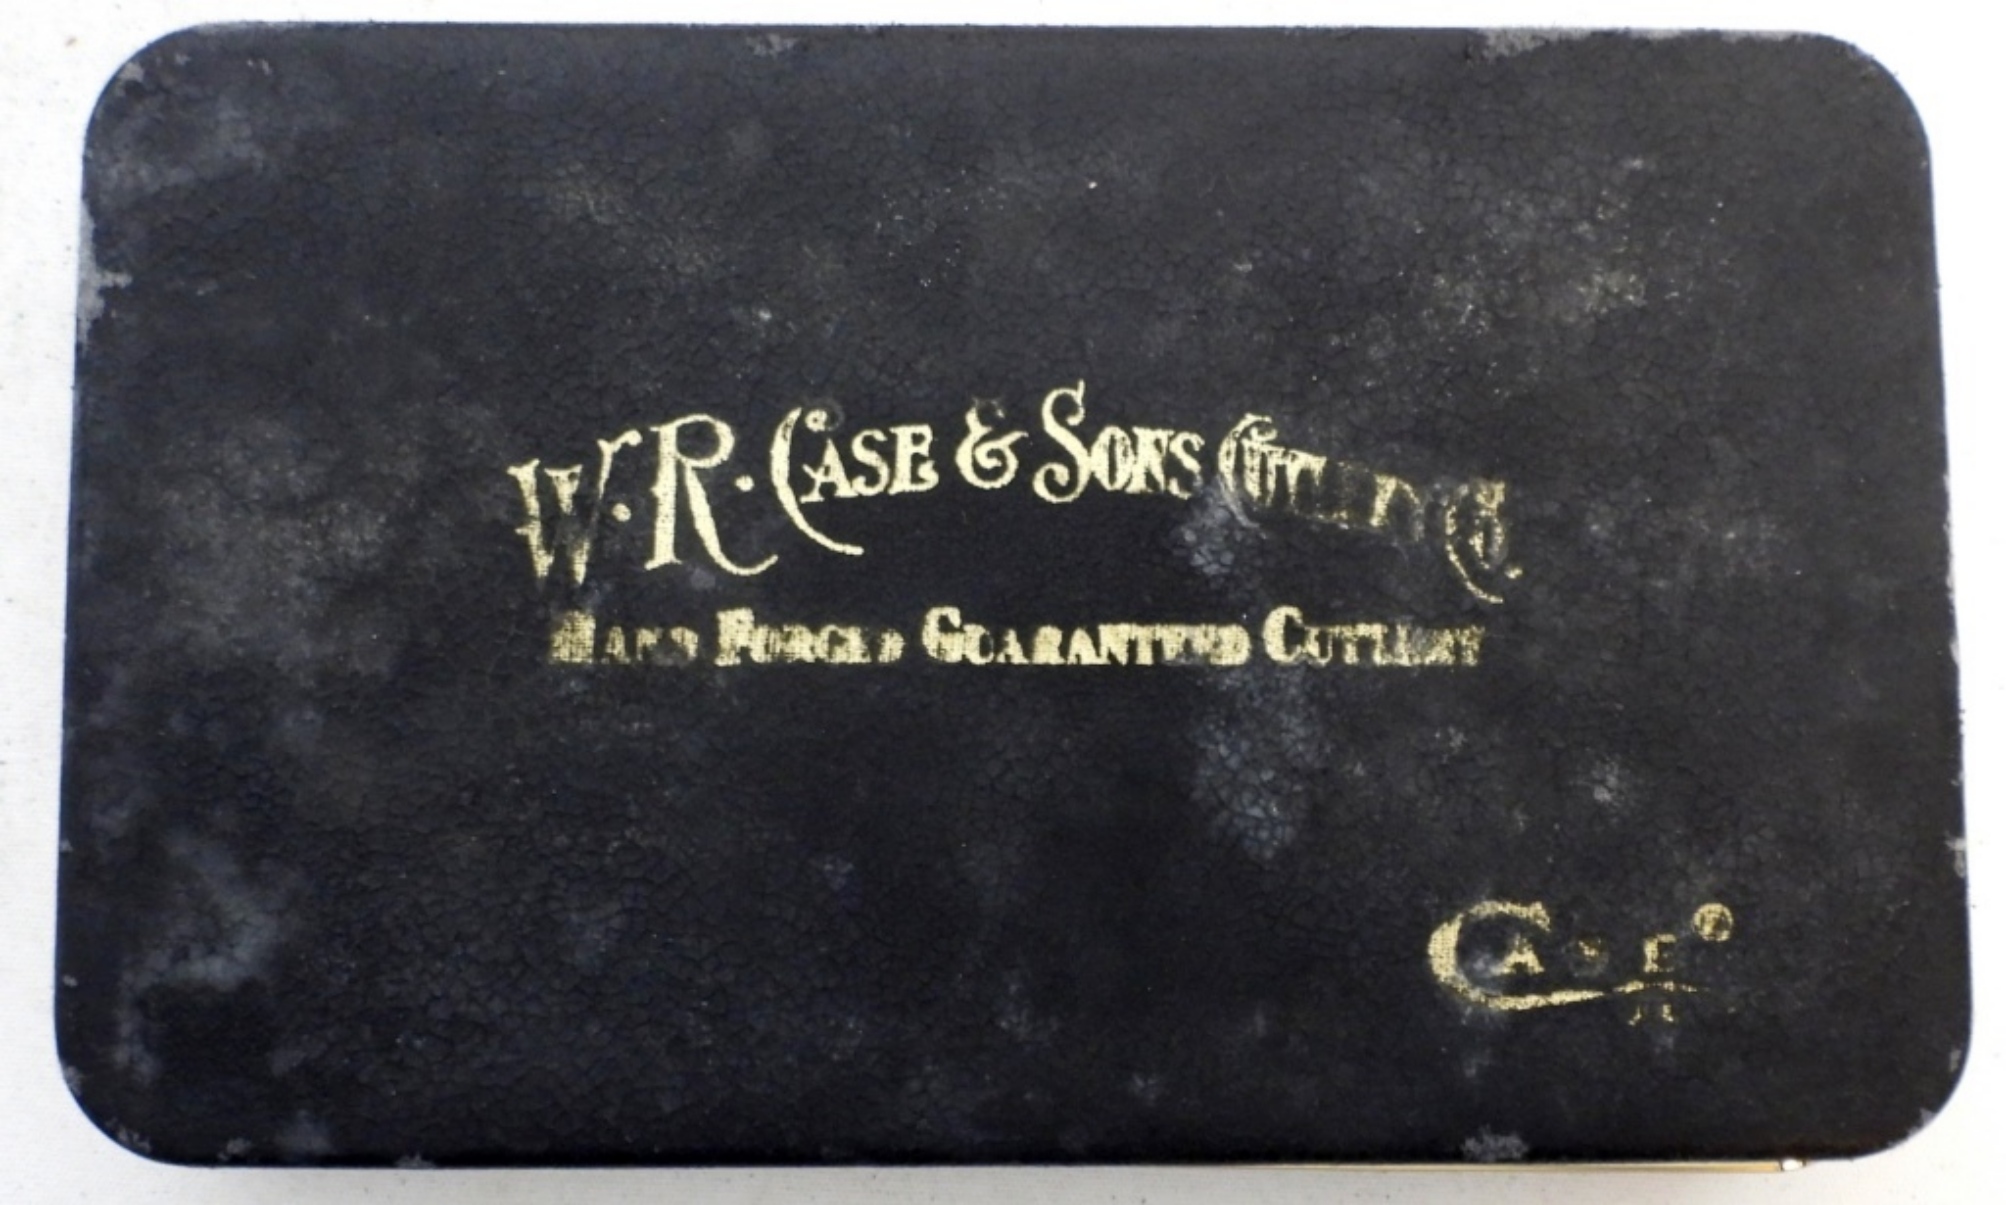 W. R. CASE & SONS CUTLERY CO.
HAND FORGED GUARANTEED CUTLERY
CASE®